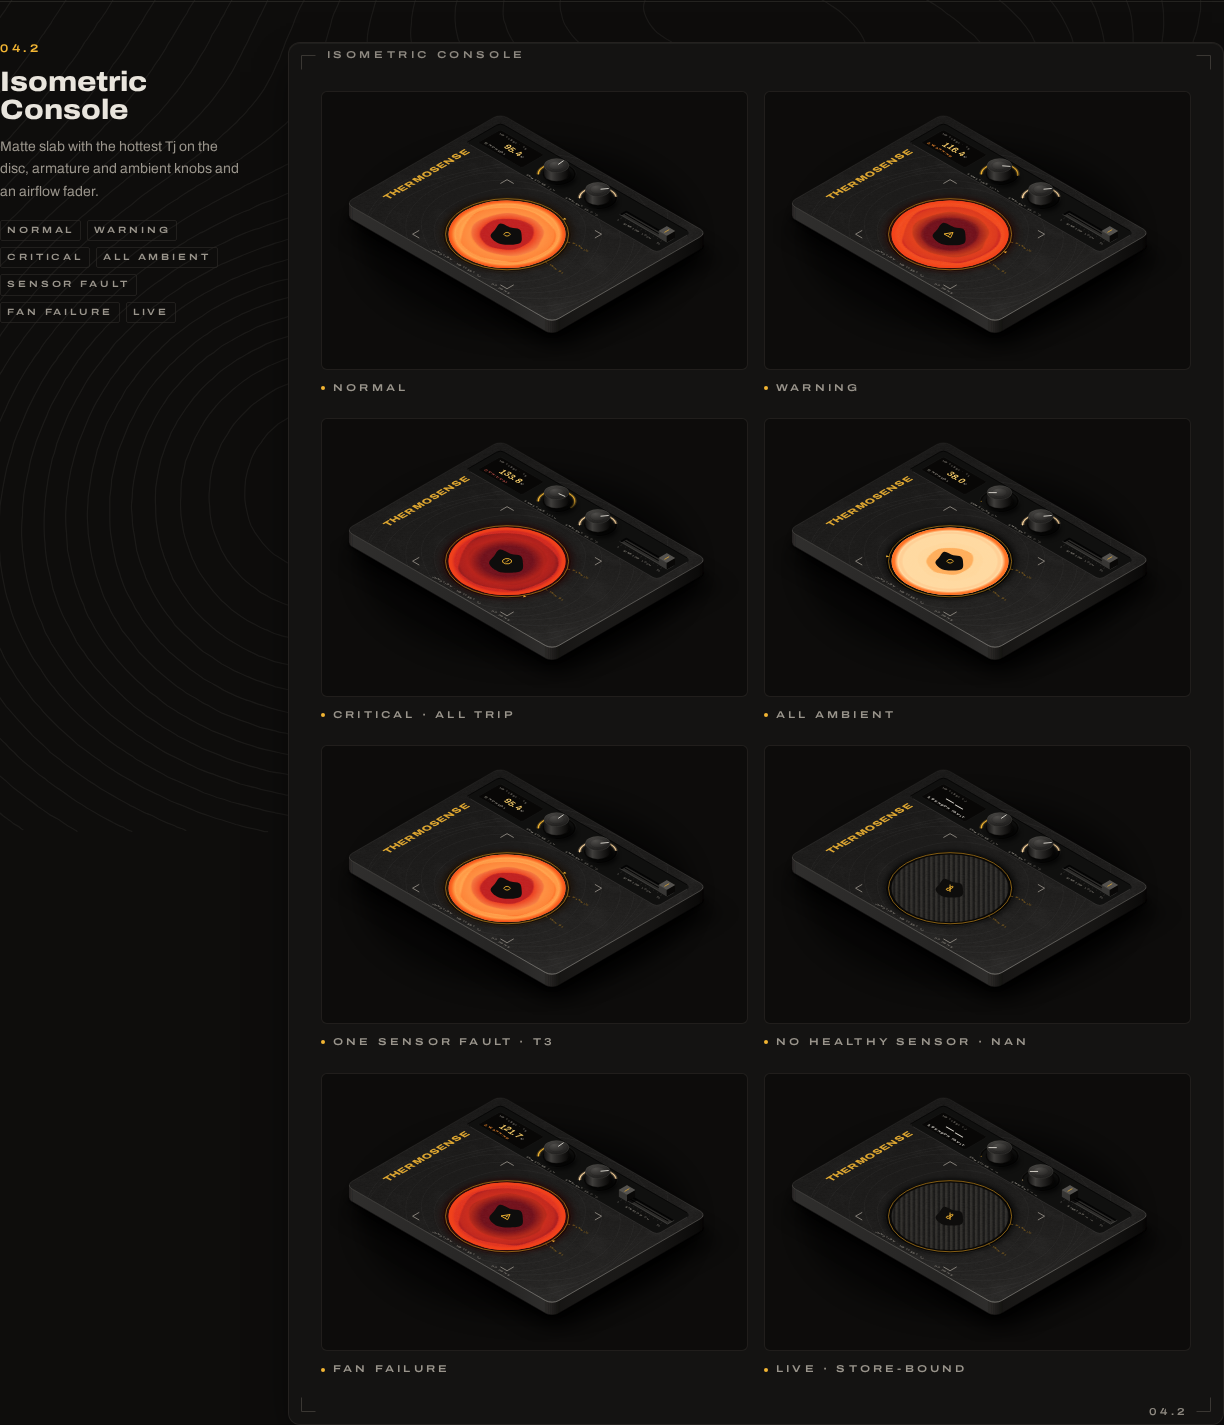 04.2
Isometric
Console
Matte slab with the hottest Tj on the
disc, armature and ambient knobs and
an airflow fader.
NORMAL WARNING
CRITICAL ALL AMBIENT
SENSOR FAULT
FAN FAILURE LIVE
ISOMETRIC CONSOLE
THERMOSENSE
95.4
NORMAL
THERMOSENSE
116.4
WARNING
THERMOSENSE
133.8
CRITICAL · ALL TRIP
THERMOSENSE
38.0
ALL AMBIENT
THERMOSENSE
95.4
ONE SENSOR FAULT · T3
THERMOSENSE
NO HEALTHY SENSOR · NAN
THERMOSENSE
121.7
FAN FAILURE
THERMOSENSE
LIVE · STORE-BOUND
04.2